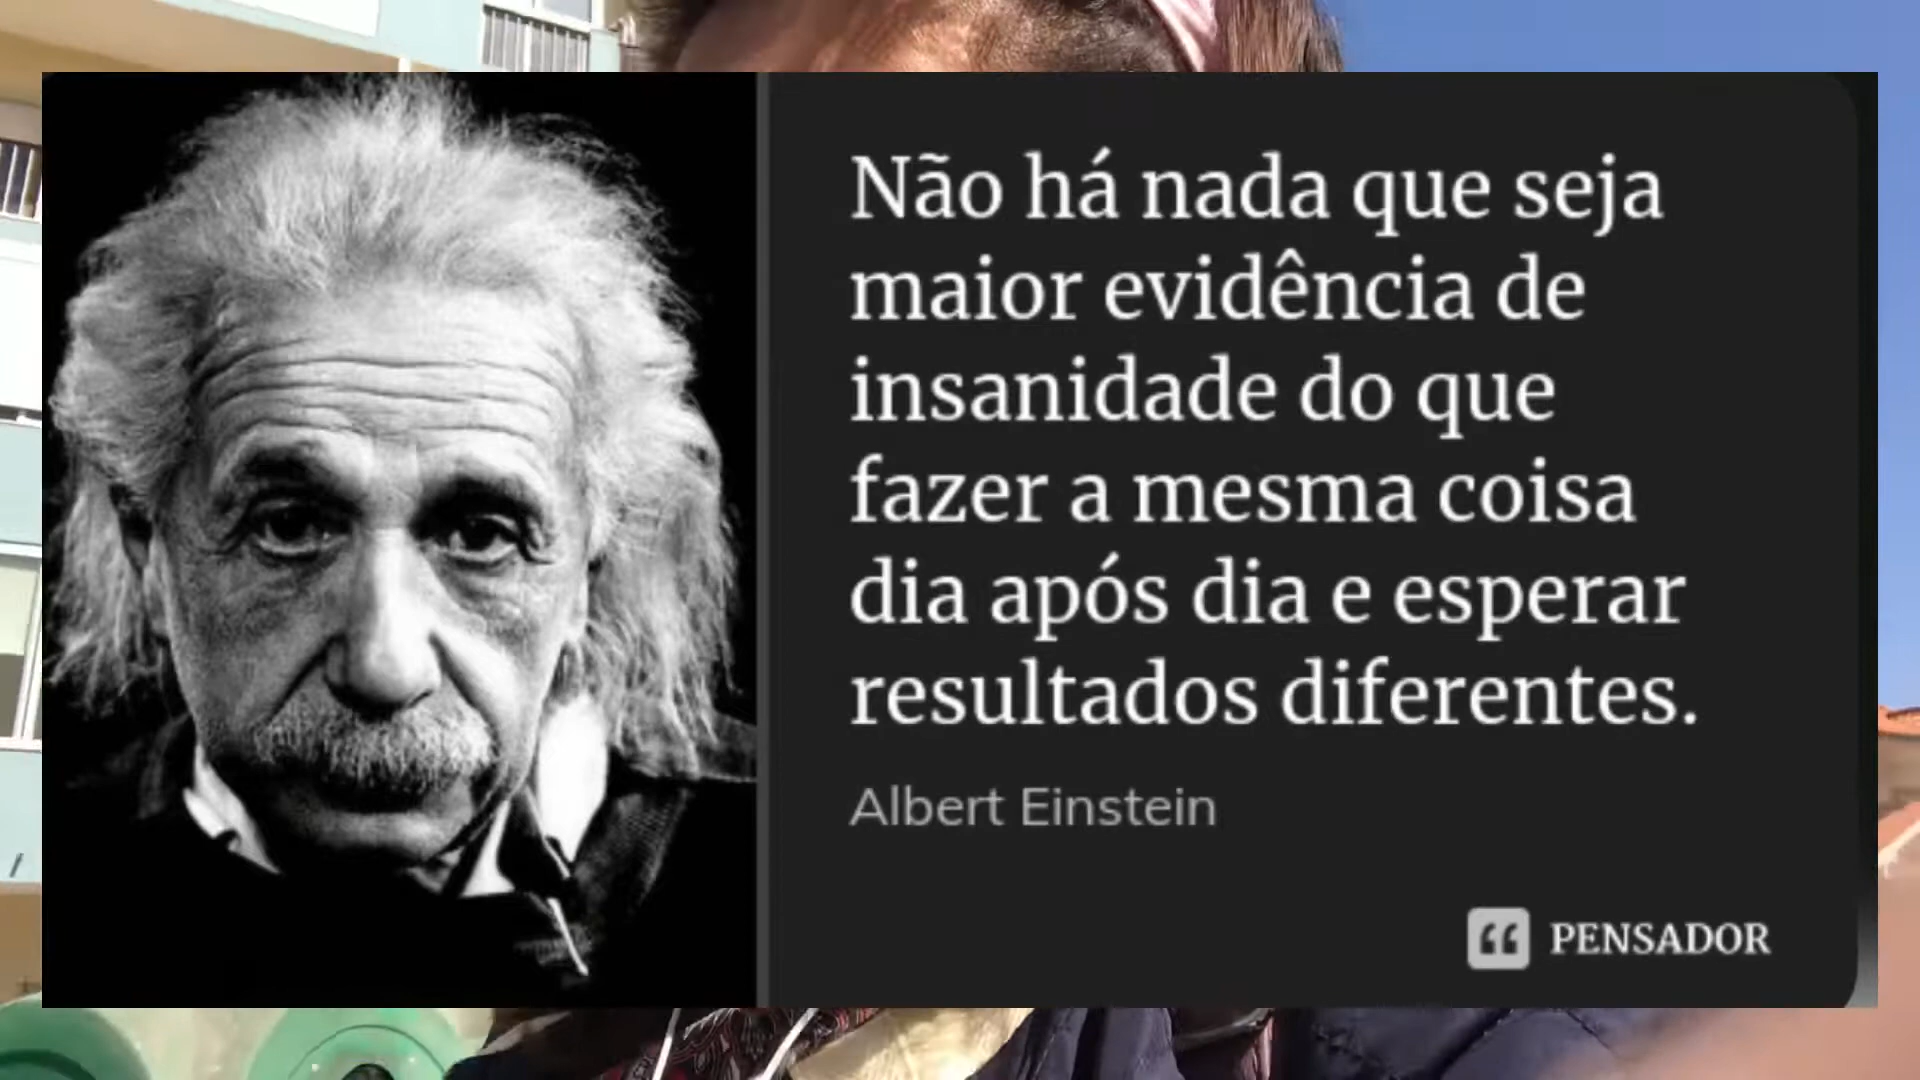 Não há nada que seja
maior evidência de
insanidade do que
fazer a mesma coisa
dia após dia e esperar
resultados diferentes.
Albert Einstein
PENSADOR